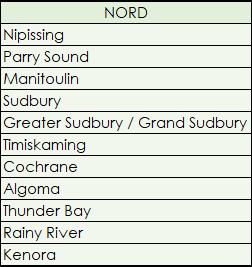 NORD
Nipissing
Parry Sound
Manitoulin
Sudbury
Greater Sudbury / Grand Sudbury
Timiskaming
Cochrane
Algoma
Thunder Bay
Rainy River
Kenora